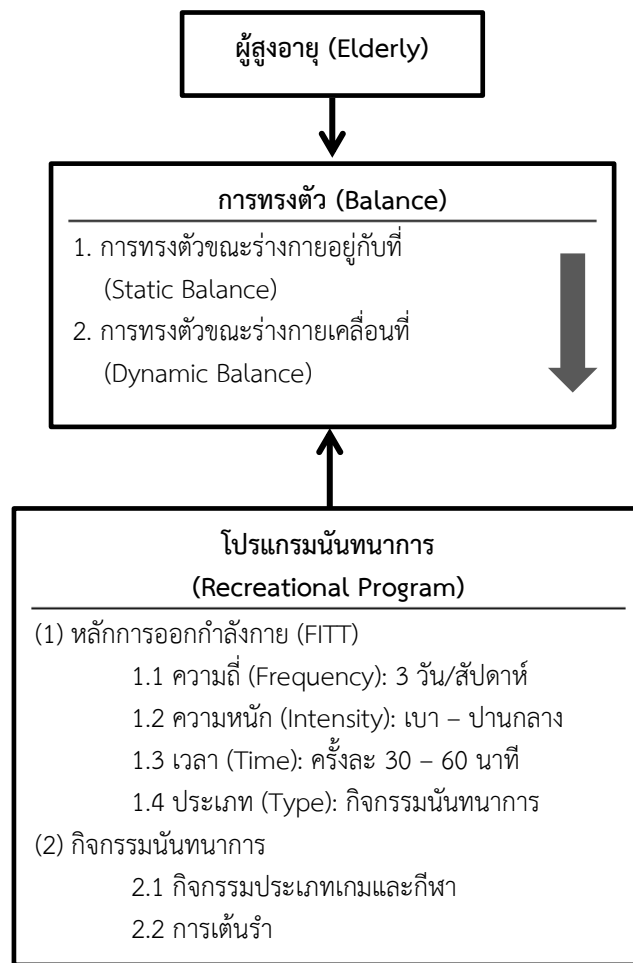 ผู้สูงอายุ (Elderly)
การทรงตัว (Balance)
1. การทรงตัวขณะร่างกายอยู่กับที่
(Static Balance)
2. การทรงตัวขณะร่างกายเคลื่อนที่
(Dynamic Balance)
โปรแกรมนันทนาการ
(Recreational Program)
(1) หลักการออกกำลังกาย (FITT)
1.1 ความถี่ (Frequency): 3 วัน/สัปดาห์
1.2 ความหนัก (Intensity): เบา – ปานกลาง
1.3 เวลา (Time): ครั้งละ 30 – 60 นาที
1.4 ประเภท (Type): กิจกรรมนันทนาการ
(2) กิจกรรมนันทนาการ
2.1 กิจกรรมประเภทเกมและกีฬา
2.2 การเต้นรำ